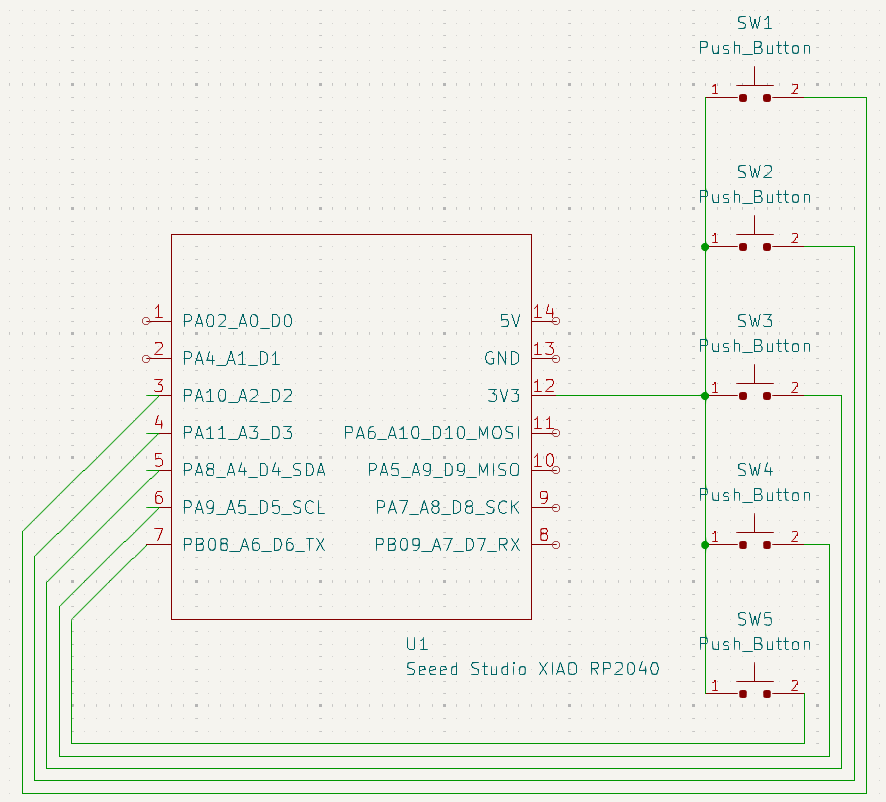 SW1
Push_Button
1 2
SW2
Push_Button
1 2
SW3
Push_Button
1 2
SW4
Push_Button
1 2
SW5
Push_Button
1 2
1 PA02_A0_D0 5V 14
2 PA4_A1_D1 GND 13
3 PA10_A2_D2 3V3 12
4 PA11_A3_D3 PA6_A10_D10_MOSI 11
5 PA8_A4_D4_SDA PA5_A9_D9_MISO 10
6 PA9_A5_D5_SCL PA7_A8_D8_SCK 9
7 PB08_A6_D6_TX PB09_A7_D7_RX 8
U1
Seeed Studio XIAO RP2040